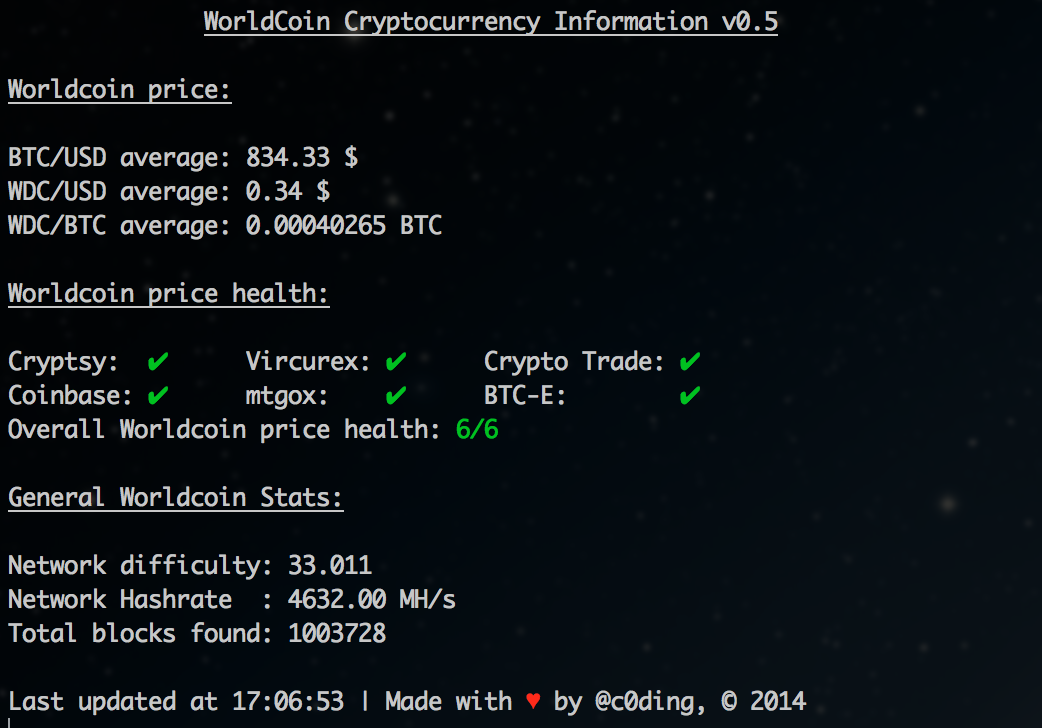 WorldCoin Cryptocurrency Information v0.5
Worldcoin price:
BTC/USD average: 834.33 $
WDC/USD average: 0.34 $
WDC/BTC average: 0.00040265 BTC
Worldcoin price health:
Cryptsy: ✔ Vircurex: ✔ Crypto Trade: ✔
Coinbase: ✔ mtgox: ✔ BTC-E: ✔
Overall Worldcoin price health: 6/6
General Worldcoin Stats:
Network difficulty: 33.011
Network Hashrate : 4632.00 MH/s
Total blocks found: 1003728
Last updated at 17:06:53 | Made with ♥ by @c0ding, © 2014